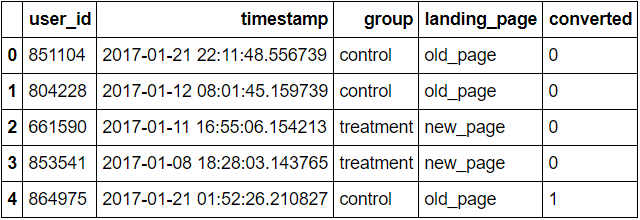 user_id timestamp group landing_page converted
0 851104 2017-01-21 22:11:48.556739 control old_page 0
1 804228 2017-01-12 08:01:45.159739 control old_page 0
2 661590 2017-01-11 16:55:06.154213 treatment new_page 0
3 853541 2017-01-08 18:28:03.143765 treatment new_page 0
4 864975 2017-01-21 01:52:26.210827 control old_page 1